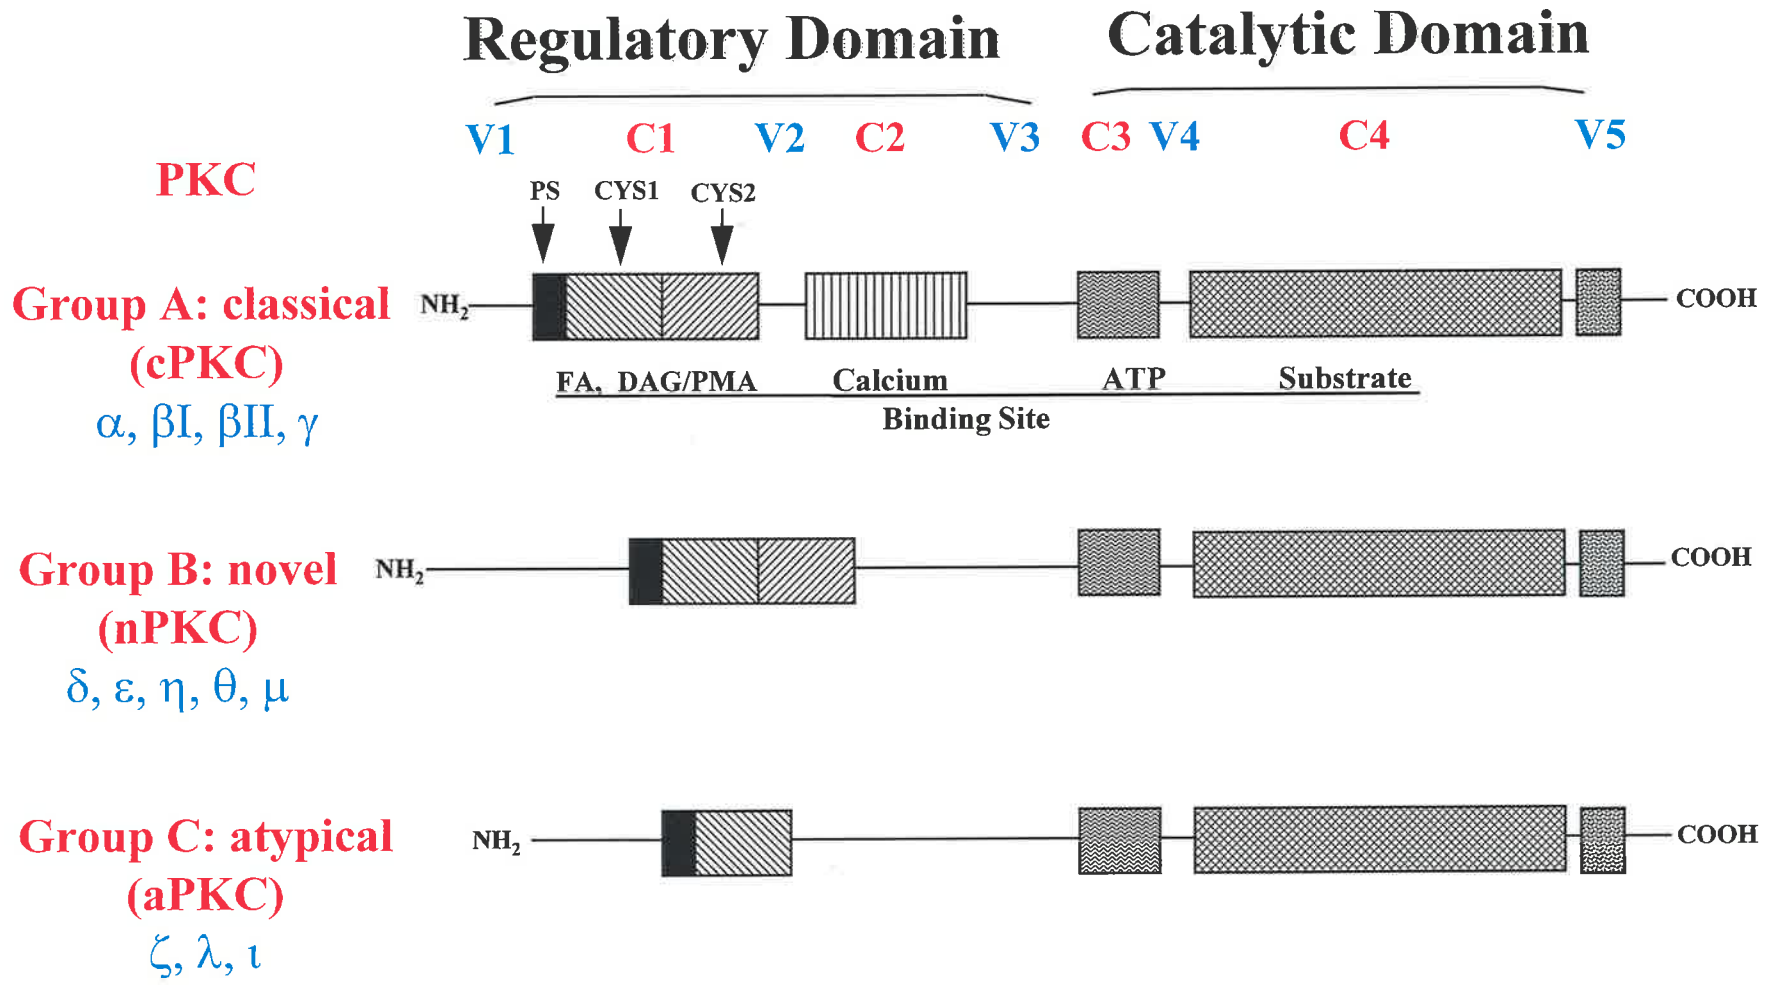 Regulatory Domain Catalytic Domain
V1 C1 V2 C2 V3 C3 V4 C4 V5
PKC
PS CYS1 CYS2
Group A: classical
(cPKC)
α, βI, βII, γ
NH2 COOH
FA, DAG/PMA Calcium ATP Substrate
Binding Site
Group B: novel
(nPKC)
δ, ε, η, θ, μ
NH2 COOH
Group C: atypical
(aPKC)
ζ, λ, ι
NH2 COOH